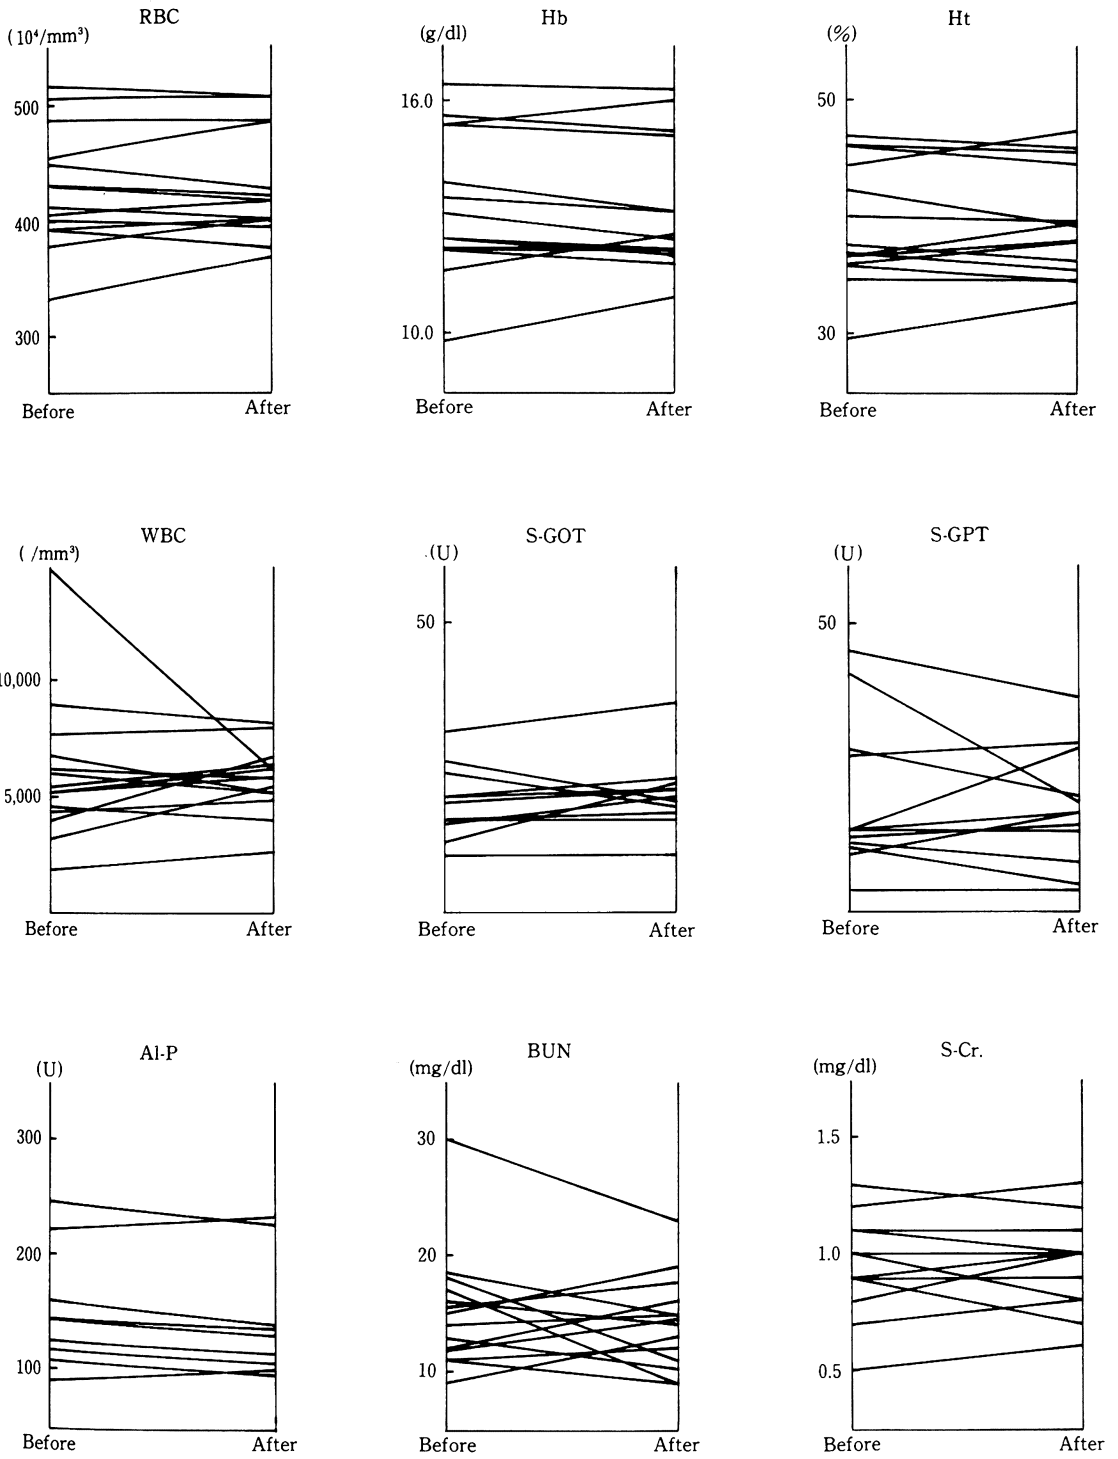 RBC
(10⁴/mm³)
500
400
300
Before
After
Hb
(g/dl)
16.0
10.0
Before
After
Ht
(%)
50
30
Before
After
WBC
( /mm³)
10,000
5,000
Before
After
S-GOT
(U)
50
Before
After
S-GPT
(U)
50
Before
After
Al-P
(U)
300
200
100
Before
After
BUN
(mg/dl)
30
20
10
Before
After
S-Cr.
(mg/dl)
1.5
1.0
0.5
Before
After